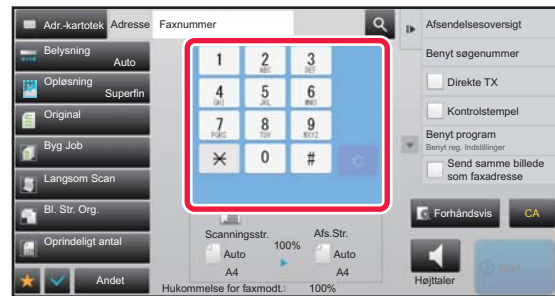 Adr.-kartotek
Adresse
Faxnummer
Afsendelsesoversigt
Belysning
Auto
Benyt søgenummer
Opløsning
Superfin
Direkte TX
Original
Kontrolstempel
Byg Job
Benyt program
Benyt reg. Indstillinger
Langsom Scan
Send samme billede
som faxadresse
Bl. Str. Org.
Oprindeligt antal
Andet
1
2
ABC
3
DEF
4
GHI
5
JKL
6
MNO
7
PQRS
8
TUV
9
WXYZ
0
#
C
Scanningsstr.
100%
Afs.Str.
Auto
A4
Auto
A4
Hukommelse for faxmodt.: 100%
Forhåndsvis
CA
Højttaler
Start